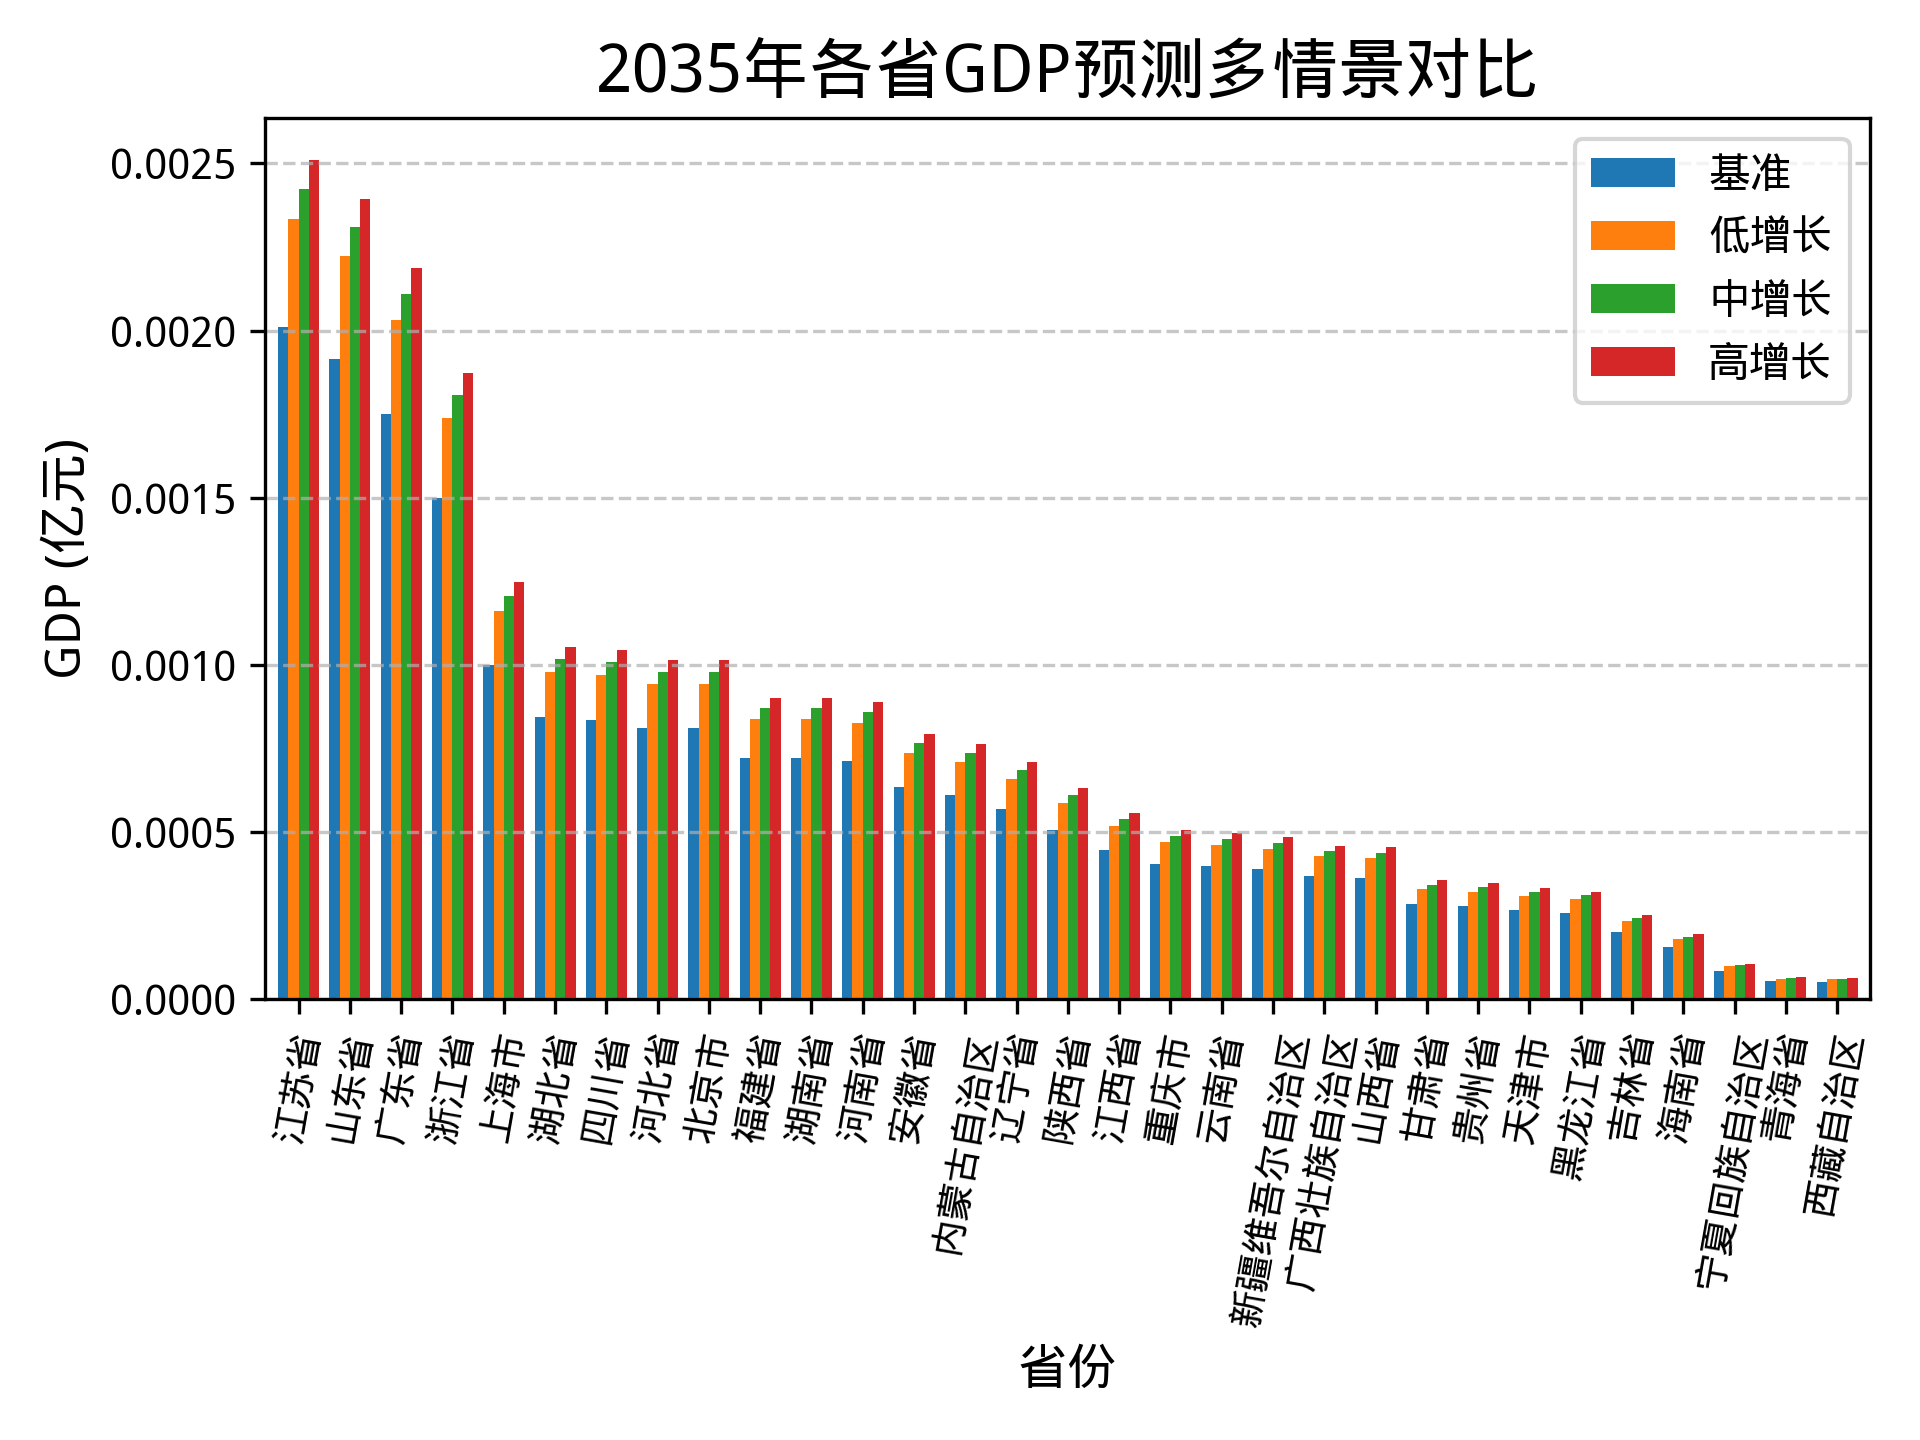 2035年各省GDP预测多情景对比
GDP (亿元)
0.0025
0.0020
0.0015
0.0010
0.0005
0.0000
基准
低增长
中增长
高增长
江苏省
山东省
广东省
浙江省
上海市
湖北省
四川省
河北省
北京市
福建省
湖南省
河南省
安徽省
内蒙古自治区
辽宁省
陕西省
江西省
重庆市
云南省
新疆维吾尔自治区
广西壮族自治区
山西省
甘肃省
贵州省
天津市
黑龙江省
吉林省
海南省
宁夏回族自治区
青海省
西藏自治区
省份